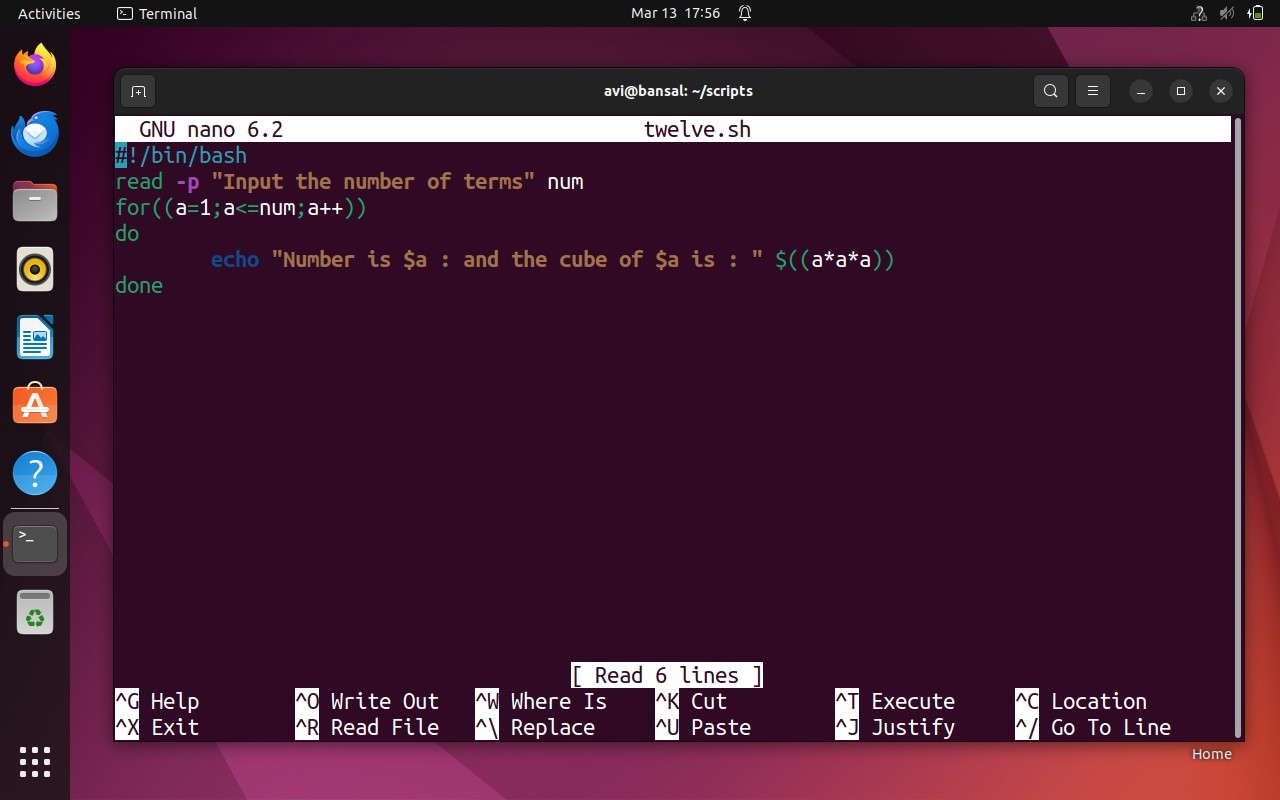 Activities Terminal Mar 13 17:56
avi@bansal: ~/scripts
GNU nano 6.2 twelve.sh
#!/bin/bash
read -p "Input the number of terms" num
for((a=1;a<=num;a++))
do
        echo "Number is $a : and the cube of $a is : " $((a*a*a))
done
[ Read 6 lines ]
^G Help ^O Write Out ^W Where Is ^K Cut ^T Execute ^C Location
^X Exit ^R Read File ^\ Replace ^U Paste ^J Justify ^/ Go To Line
Home